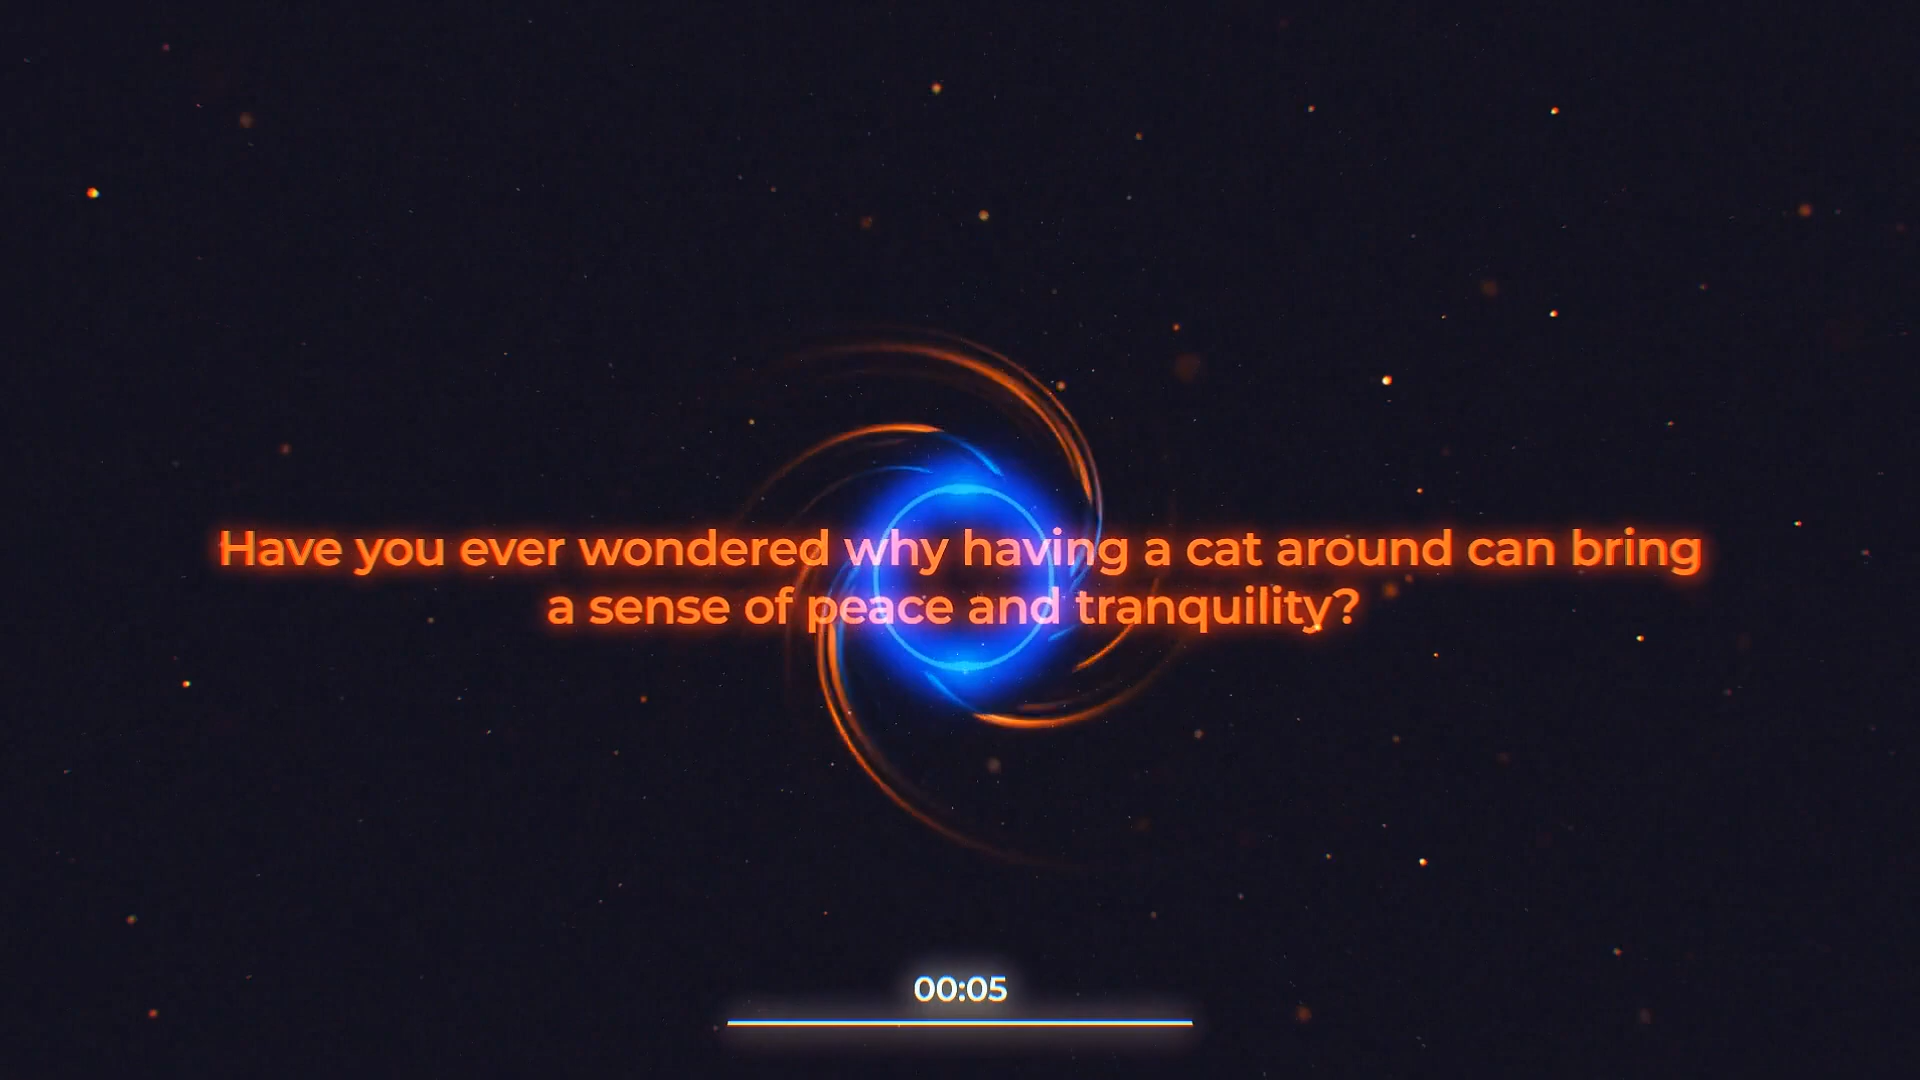 Have you ever wondered why having a cat around can bring
a sense of peace and tranquility?
00:05